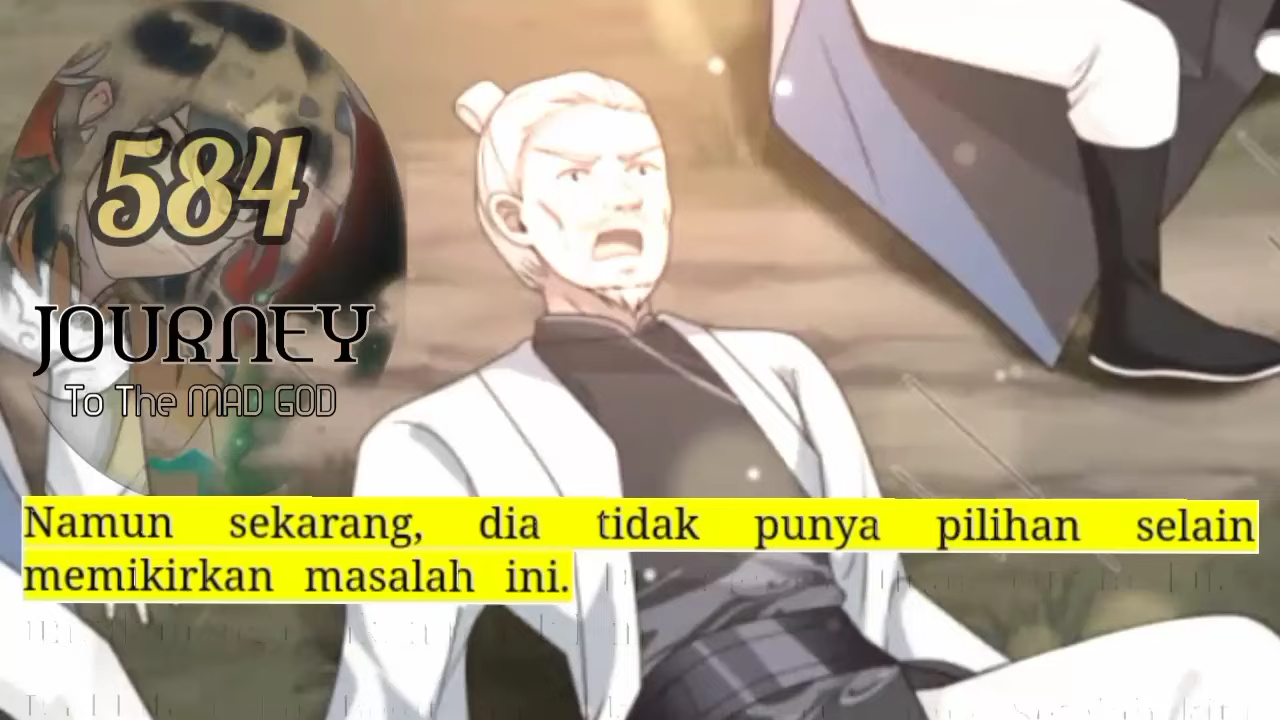 584
JOURNEY
To The MAD GOD
Namun sekarang, dia tidak punya pilihan selain
memikirkan masalah ini.